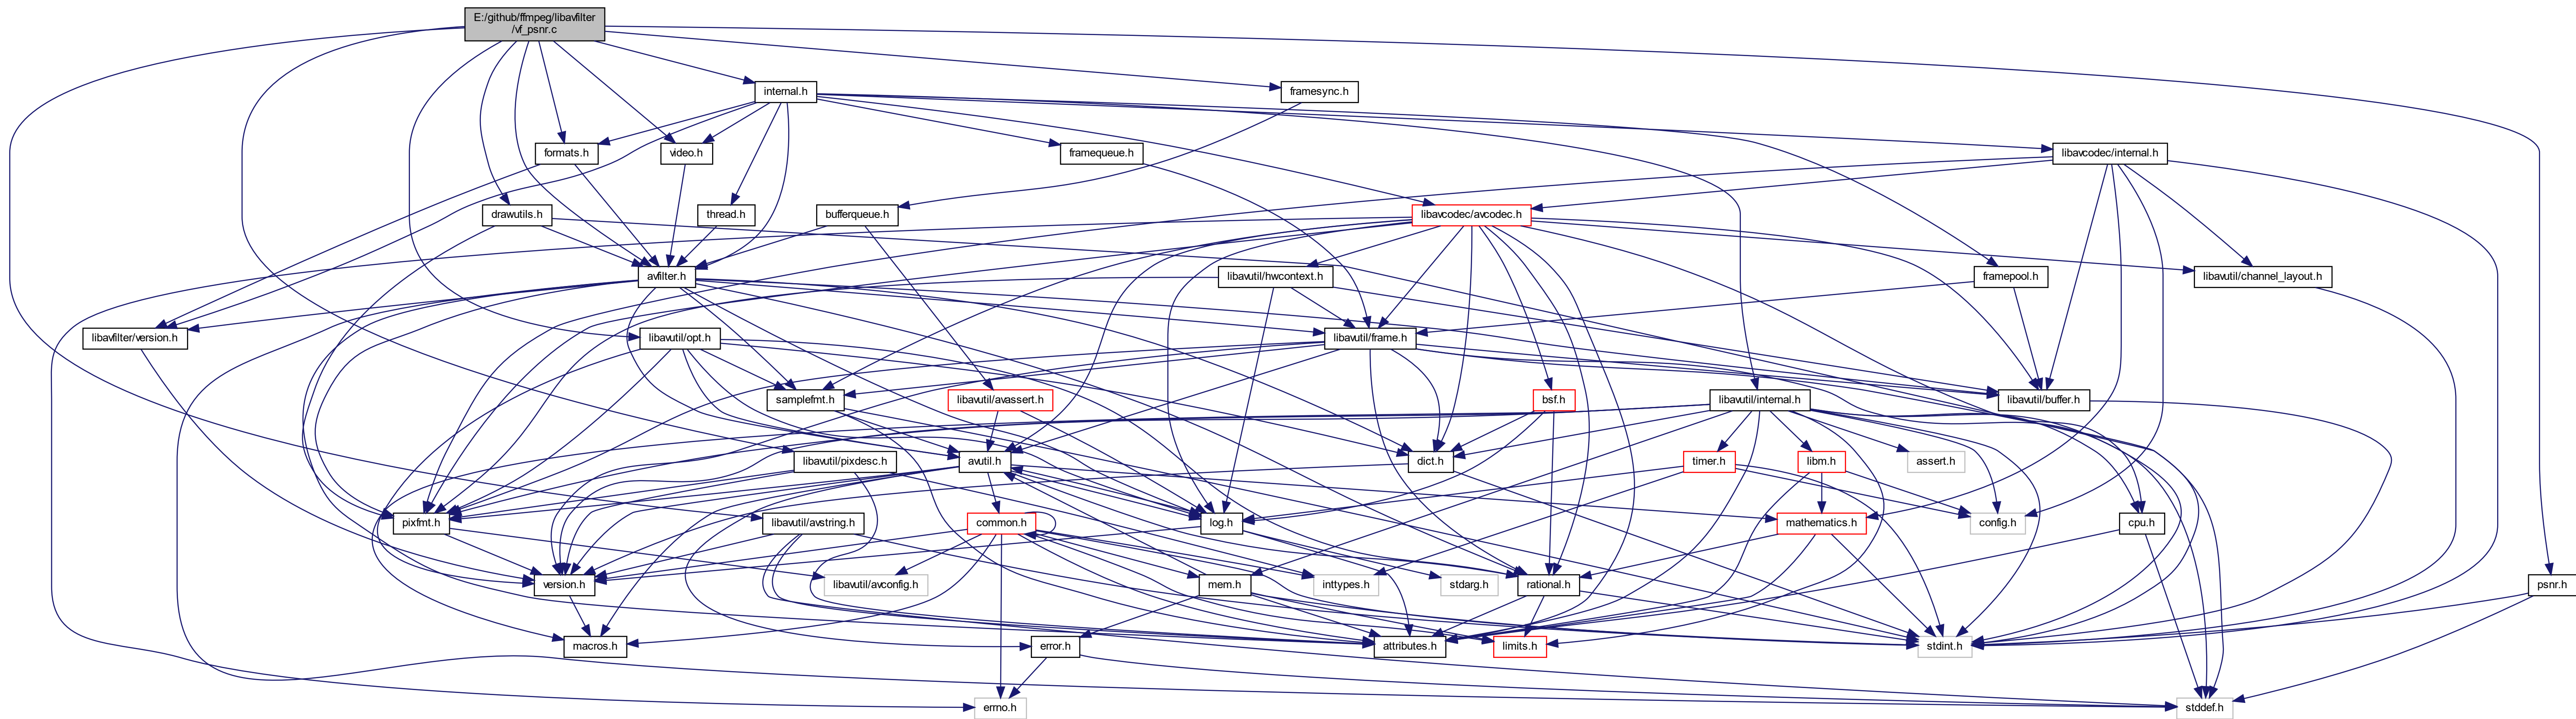 E:/github/ffmpeg/libavfilter
/vf_psnr.c
internal.h
framesync.h
formats.h
video.h
framequeue.h
libavcodec/internal.h
drawutils.h
thread.h
bufferqueue.h
libavcodec/avcodec.h
avfilter.h
libavutil/hwcontext.h
framepool.h
libavutil/channel_layout.h
libavfilter/version.h
libavutil/opt.h
libavutil/frame.h
samplefmt.h
libavutil/avassert.h
bsf.h
libavutil/internal.h
libavutil/buffer.h
libavutil/pixdesc.h
avutil.h
dict.h
timer.h
libm.h
assert.h
pixfmt.h
libavutil/avstring.h
common.h
log.h
mathematics.h
config.h
cpu.h
version.h
libavutil/avconfig.h
mem.h
inttypes.h
stdarg.h
rational.h
psnr.h
macros.h
error.h
attributes.h
limits.h
stdint.h
errno.h
stddef.h